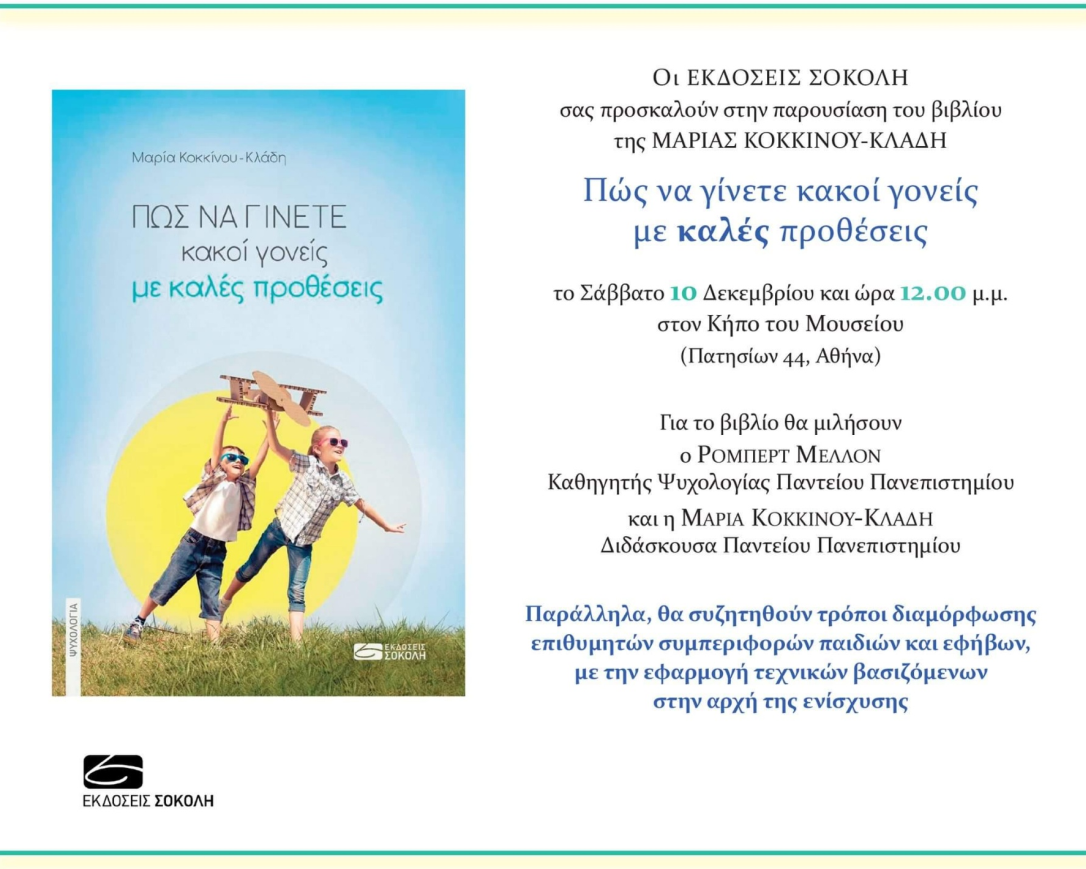 Μαρία Κοκκίνου-Κλάδη
ΠΩΣ ΝΑ ΓΙΝΕΤΕ
κακοί γονείς
με καλές προθέσεις
ΨΥΧΟΛΟΓΙΑ
ΕΚΔΟΣΕΙΣ
ΣΟΚΟΛΗ
ΕΚΔΟΣΕΙΣ ΣΟΚΟΛΗ
Οι ΕΚΔΟΣΕΙΣ ΣΟΚΟΛΗ
σας προσκαλούν στην παρουσίαση του βιβλίου
της ΜΑΡΙΑΣ ΚΟΚΚΙΝΟΥ-ΚΛΑΔΗ
Πώς να γίνετε κακοί γονείς
με καλές προθέσεις
το Σάββατο 10 Δεκεμβρίου και ώρα 12.00 μ.μ.
στον Κήπο του Μουσείου
(Πατησίων 44, Αθήνα)
Για το βιβλίο θα μιλήσουν
ο ΡΟΜΠΕΡΤ ΜΕΛΛΟΝ
Καθηγητής Ψυχολογίας Παντείου Πανεπιστημίου
και η ΜΑΡΙΑ ΚΟΚΚΙΝΟΥ-ΚΛΑΔΗ
Διδάσκουσα Παντείου Πανεπιστημίου
Παράλληλα, θα συζητηθούν τρόποι διαμόρφωσης
επιθυμητών συμπεριφορών παιδιών και εφήβων,
με την εφαρμογή τεχνικών βασιζόμενων
στην αρχή της ενίσχυσης